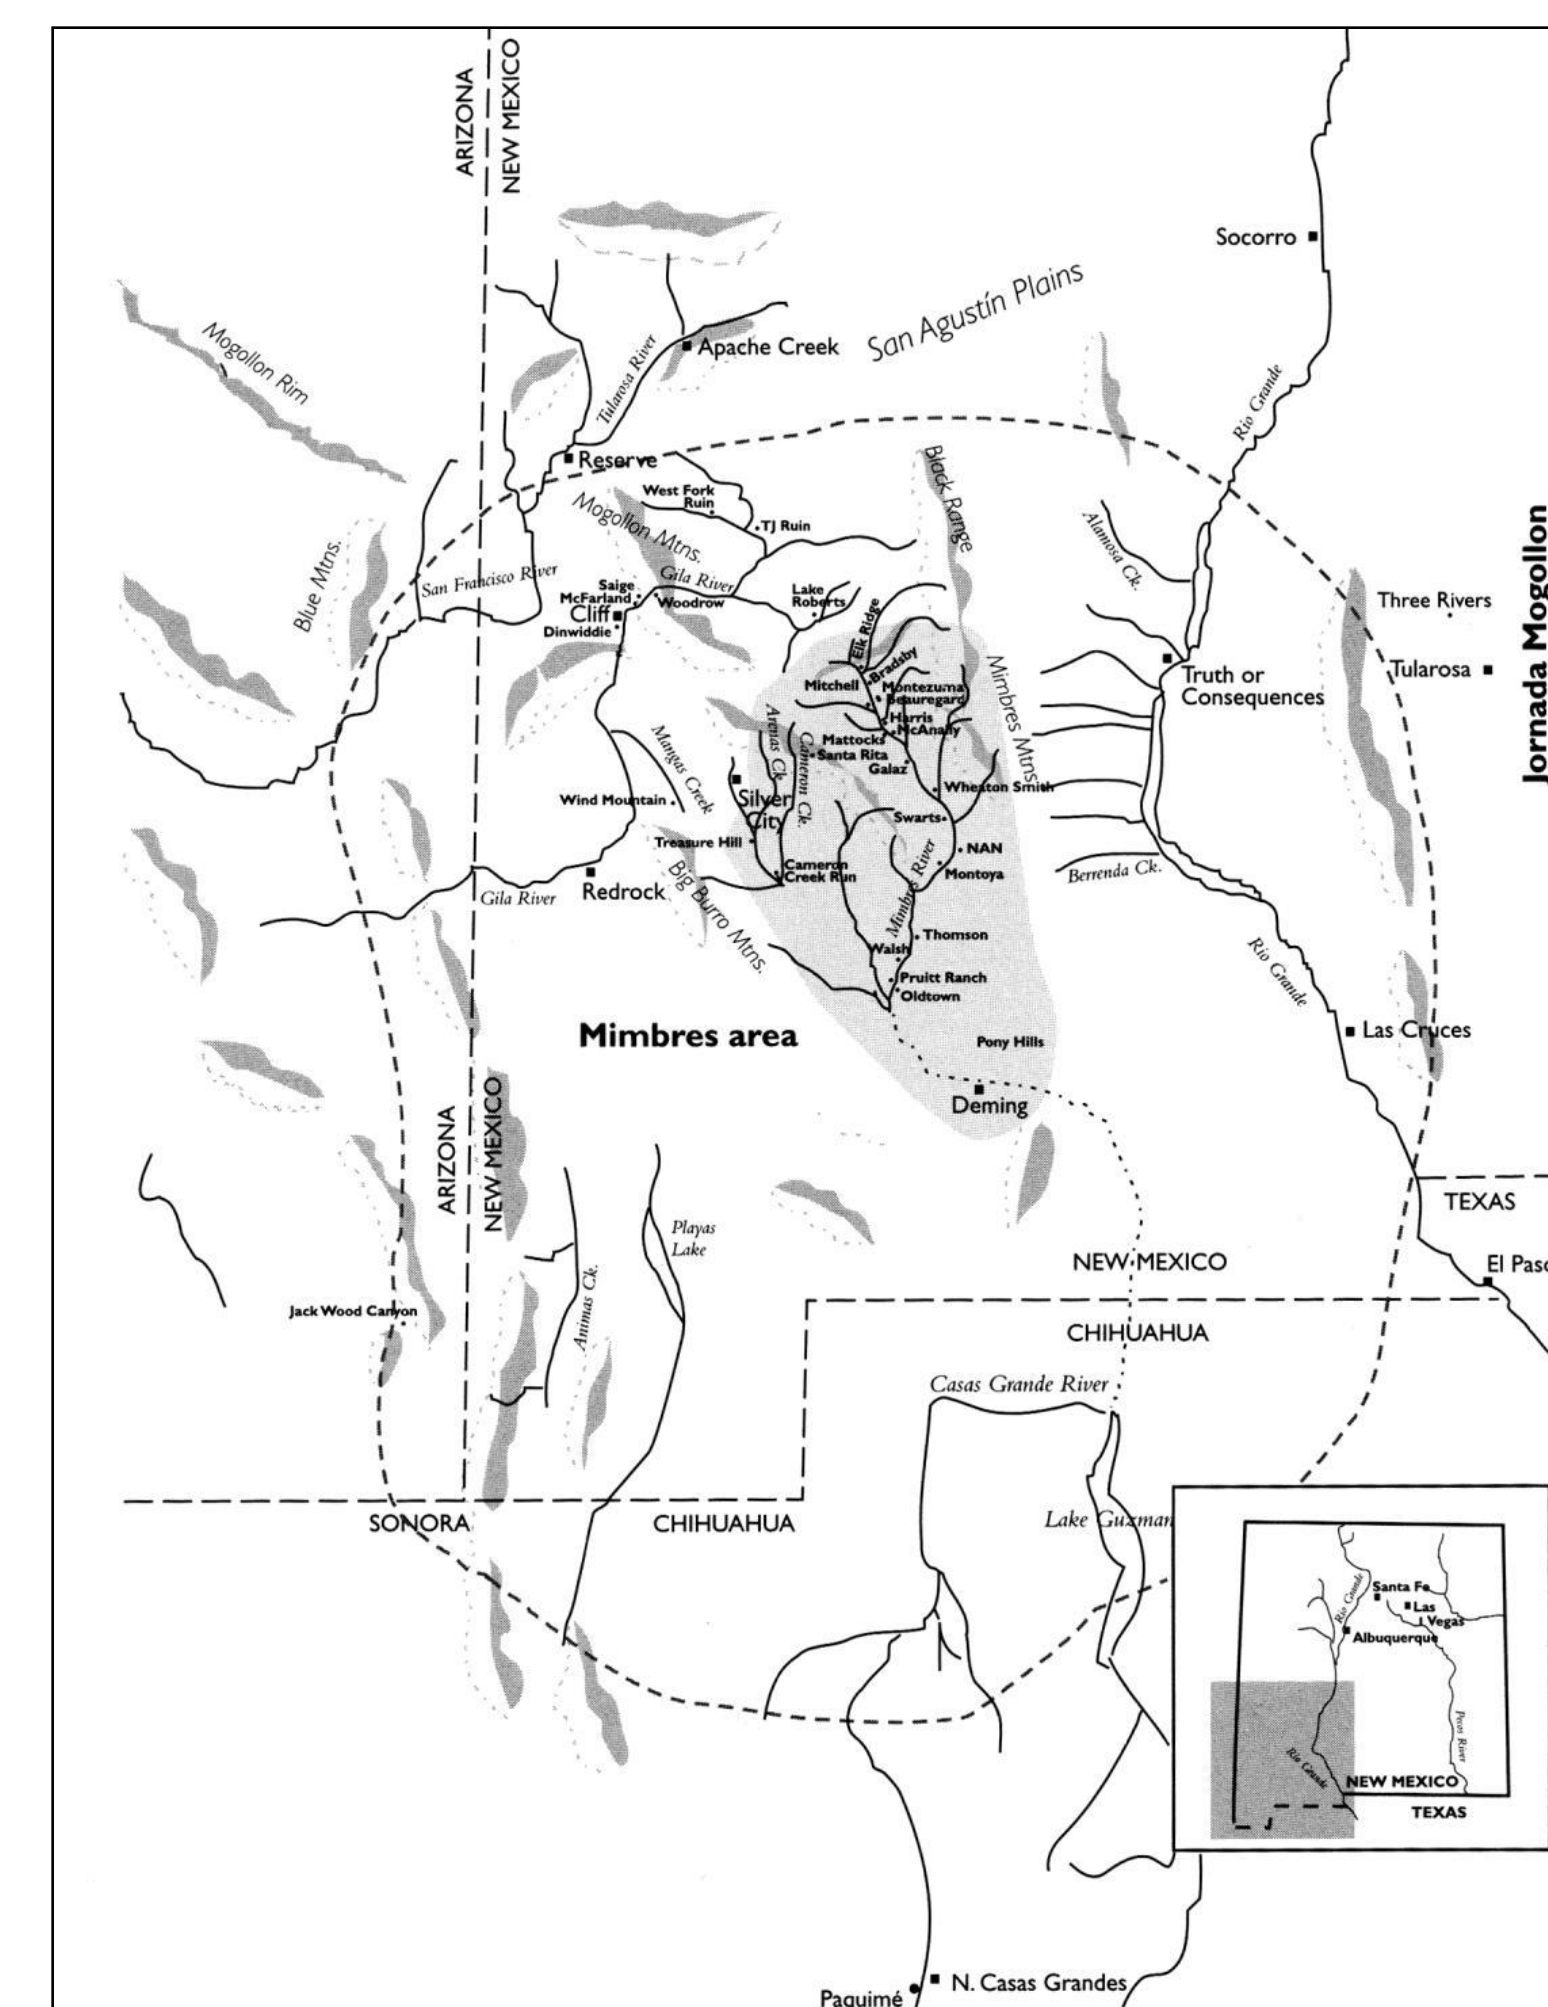 ARIZONA
NEW MEXICO
Socorro
San Agustín Plains
Mogollon Rim
Tularosa River
Apache Creek
Rio Grande
Reserve
Black Range
West Fork
Ruin
Mogollon Mtns.
TJ Ruin
Alamosa Ck.
Jornada Mogollon
Blue Mtns.
San Francisco River
Gila River
Saige
McFarland
Woodrow
Cliff
Dinwiddie
Lake
Roberts
Elk Ridge
Three Rivers
Bradsby
Mitchell
Montezuma
Beauregard
Mimbres Mtns.
Truth or
Consequences
Tularosa
Harris
McAnally
Arenas Ck.
Cameron Ck.
Mattocks
Santa Rita
Galaz
Mangas Creek
Wind Mountain
Silver
City
Wheaton Smith
Swarts
Treasure Hill
NAN
Cameron
Creek Run
Montoya
Mimbres River
Berrenda Ck.
Redrock
Gila River
Big Burro Mtns.
Thomson
Walsh
Rio Grande
Pruitt Ranch
Oldtown
Las Cruces
Mimbres area
Pony Hills
Deming
ARIZONA
NEW MEXICO
TEXAS
Playas
Lake
NEW MEXICO
El Paso
Animas Ck.
Jack Wood Canyon
CHIHUAHUA
Casas Grande River
SONORA
CHIHUAHUA
Lake Guzman
Santa Fe
Rio Grande
Las
Vegas
Albuquerque
Pecos River
Rio Grande
NEW MEXICO
TEXAS
N. Casas Grandes
Paquimé